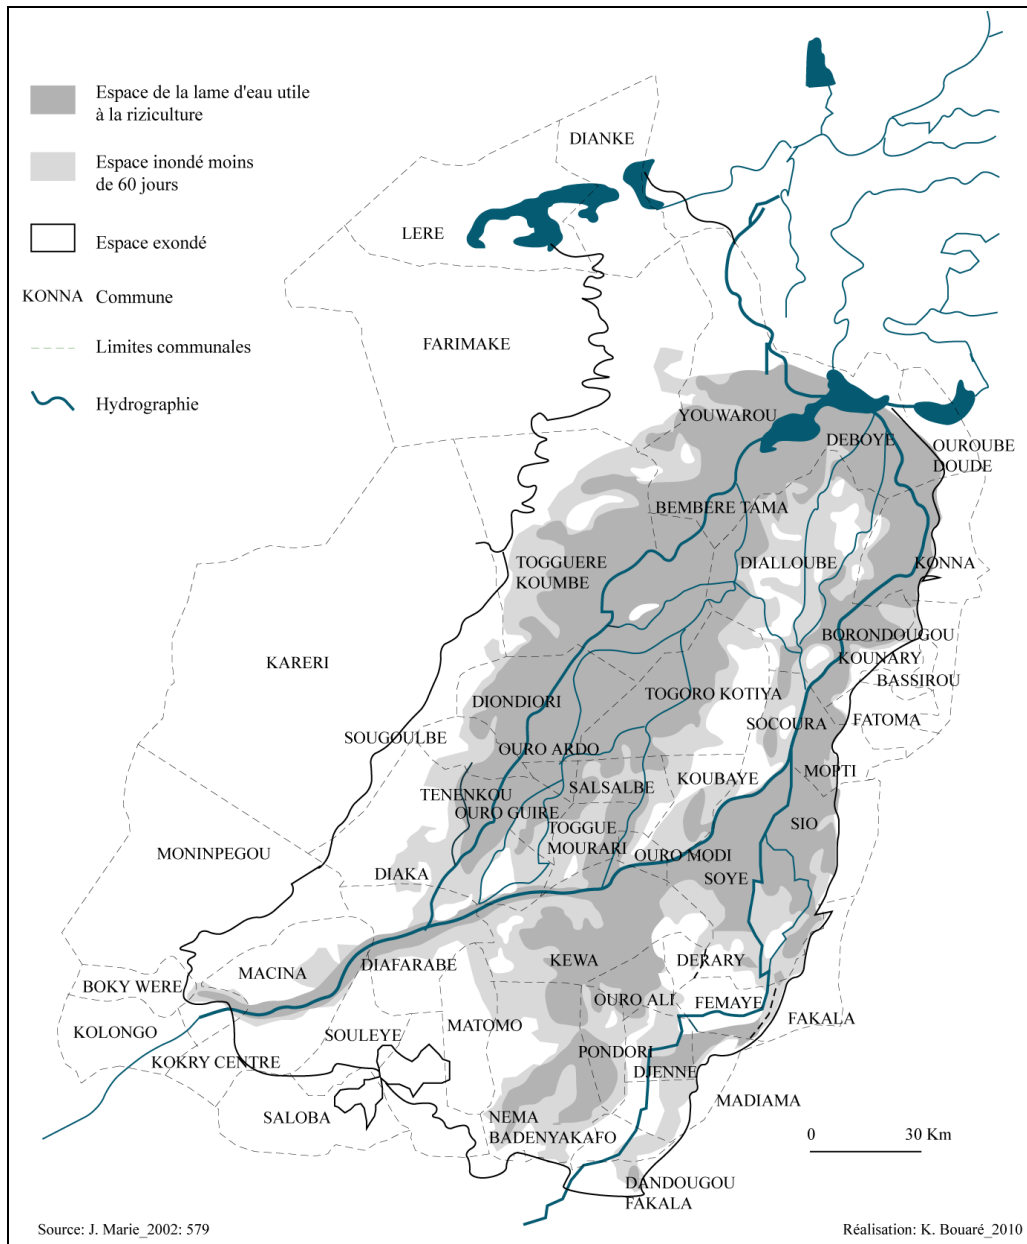 Espace de la lame d'eau utile
à la riziculture
Espace inondé moins
de 60 jours
Espace exondé
KONNA Commune
Limites communales
Hydrographie
DIANKE
LERE
FARIMAKE
YOUWAROU
DEBOYE
OUROUBE
DOUDE
BEMBERE TAMA
TOGGUERE
KOUMBE
DIALLOUBE
KONNA
BORONDOUGOU
KOUNARY
BASSIROU
KARERI
DIONDIORI
TOGORO KOTIYA
SOCOURA
FATOMA
SOUGOULBE
OURO ARDO
MOPTI
KOUBAYE
SALSALBE
TENENKOU
OURO GUIRE
SIO
TOGGUE
MOURARI
MONINPEGOU
OURO MODI
DIAKA
SOYE
DIAFARABE
KEWA
DERARY
MACINA
BOKY WERE
OURO ALI
FEMAYE
FAKALA
KOLONGO
SOULEYE
MATOMO
KOKRY CENTRE
PONDORI
DJENNE
MADIAMA
SALOBA
NEMA
BADENYAKAFO
DANDOUGOU
FAKALA
0 30 Km
Source: J. Marie_2002: 579
Réalisation: K. Bouaré_2010